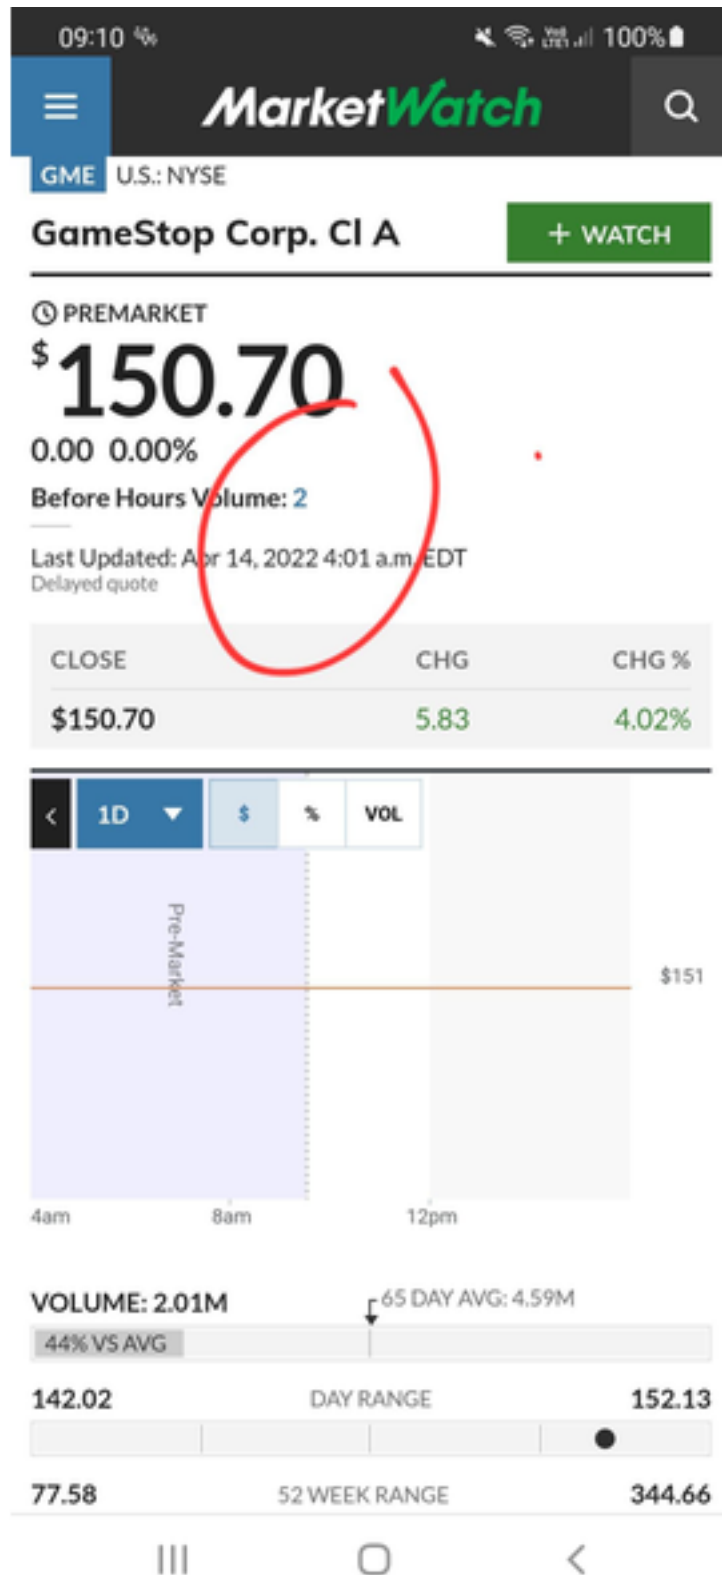 09:10
100%
MarketWatch
GME U.S.: NYSE
GameStop Corp. Cl A
+ WATCH
PREMARKET
$150.70
0.00 0.00%
Before Hours Volume: 2
Last Updated: Apr 14, 2022 4:01 a.m. EDT
Delayed quote
CLOSE CHG CHG %
$150.70 5.83 4.02%
< 1D $ % VOL
Pre-Market
$151
4am 8am 12pm
VOLUME: 2.01M 65 DAY AVG: 4.59M
44% VS AVG
142.02 DAY RANGE 152.13
77.58 52 WEEK RANGE 344.66